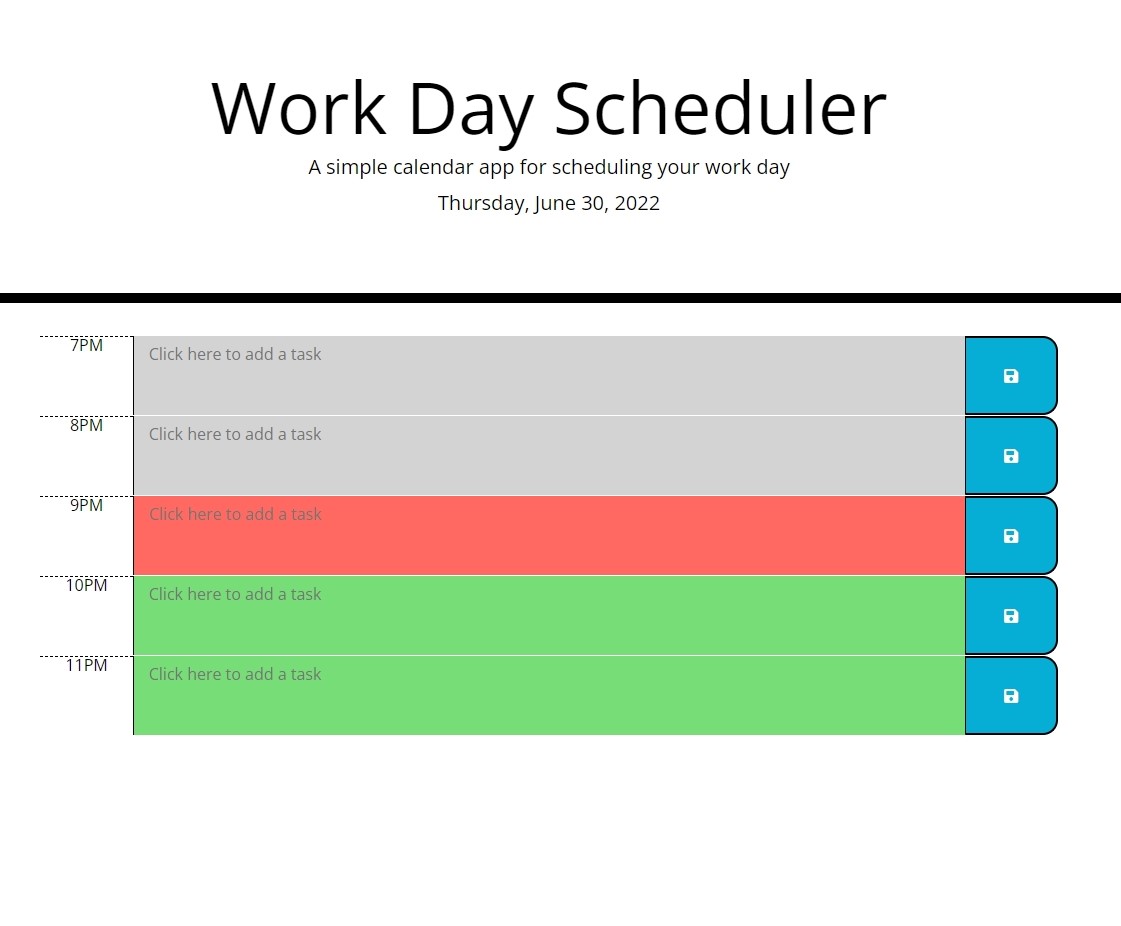 Work Day Scheduler
A simple calendar app for scheduling your work day
Thursday, June 30, 2022
7PM
Click here to add a task
8PM
Click here to add a task
9PM
Click here to add a task
10PM
Click here to add a task
11PM
Click here to add a task